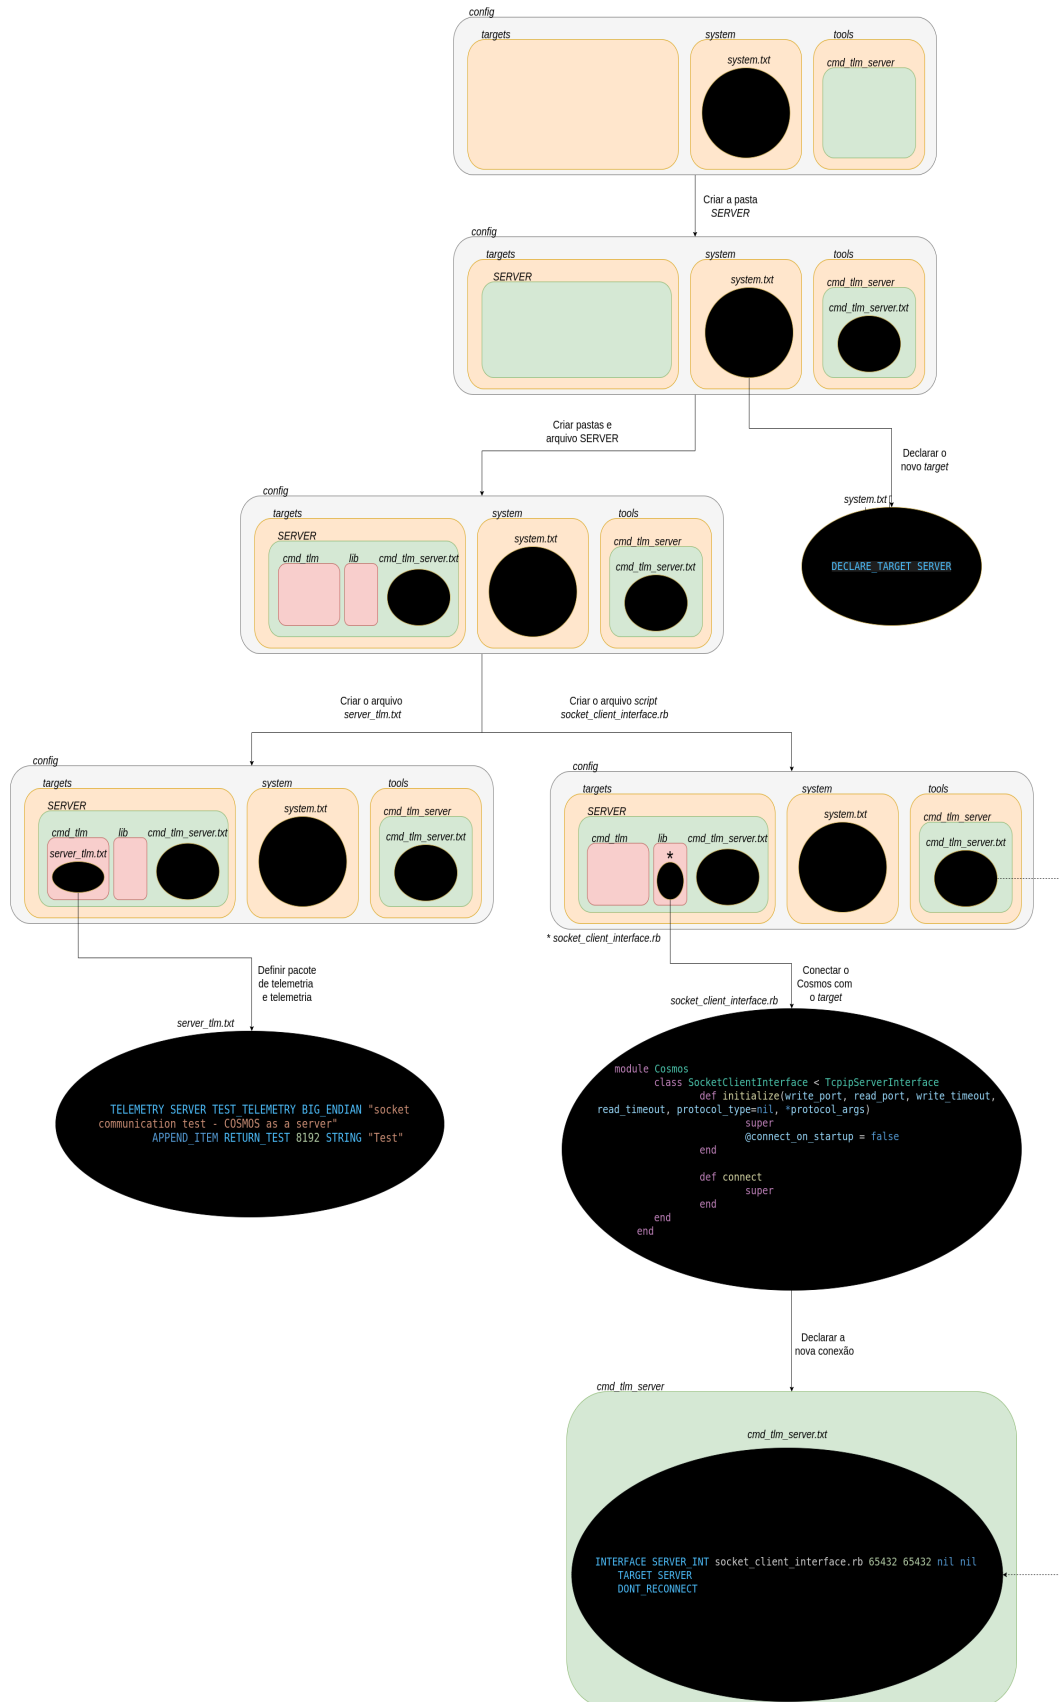 config
targets
system
tools
system.txt
cmd_tlm_server
Criar a pasta
SERVER
config
targets
system
tools
SERVER
system.txt
cmd_tlm_server
cmd_tlm_server.txt
Criar pastas e
arquivo SERVER
Declarar o
novo target
config
targets
system
tools
SERVER
system.txt
cmd_tlm_server
cmd_tlm
lib
cmd_tlm_server.txt
cmd_tlm_server.txt
system.txt
DECLARE_TARGET SERVER
Criar o arquivo
server_tlm.txt
Criar o arquivo script
socket_client_interface.rb
config
targets
system
tools
SERVER
system.txt
cmd_tlm_server
cmd_tlm
lib
cmd_tlm_server.txt
cmd_tlm_server.txt
server_tlm.txt
config
targets
system
tools
SERVER
system.txt
cmd_tlm_server
cmd_tlm
lib
cmd_tlm_server.txt
cmd_tlm_server.txt
*
* socket_client_interface.rb
Definir pacote
de telemetria
e telemetria
Conectar o
Cosmos com
o target
server_tlm.txt
TELEMETRY SERVER TEST_TELEMETRY BIG_ENDIAN "socket
communication test - COSMOS as a server"
APPEND_ITEM RETURN_TEST 8192 STRING "Test"
socket_client_interface.rb
module Cosmos
class SocketClientInterface < TcpipServerInterface
def initialize(write_port, read_port, write_timeout,
read_timeout, protocol_type=nil, *protocol_args)
super
@connect_on_startup = false
end
def connect
super
end
end
end
Declarar a
nova conexão
cmd_tlm_server
cmd_tlm_server.txt
INTERFACE SERVER_INT socket_client_interface.rb 65432 65432 nil nil
TARGET SERVER
DONT_RECONNECT